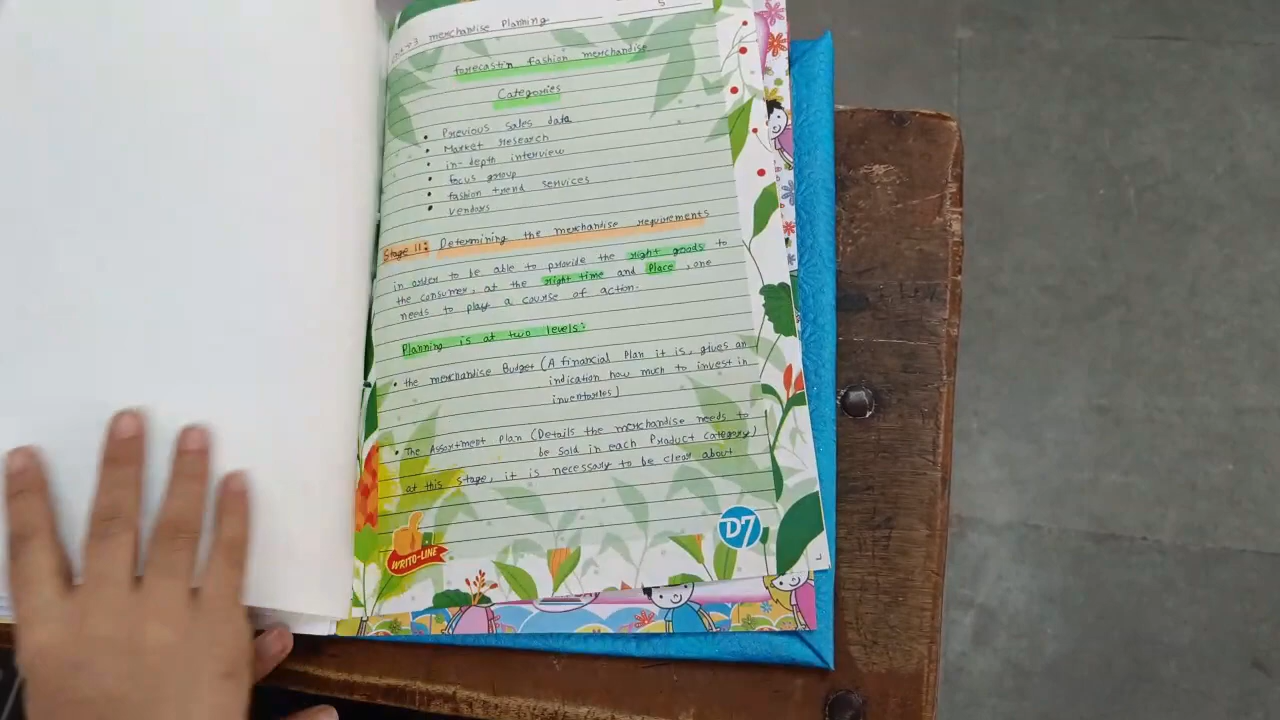 merchandise Planning
5
forecastin fashion merchandise
Categories
• Previous sales data
• Market research
• in-depth interview
• focus group
• fashion trend services
• Vendors
Stage II: Determining the merchandise requirements
in order to be able to provide the right goods to
the consumer, at the right time and Place, one
needs to play a course of action.
Planning is at two levels:
• the merchandise Budget (A financial Plan it is, gives an
indication how much to invest in
inventories)
• The Assortment Plan (Details the merchandise needs to
be sold in each Product category)
at this stage, it is necessary to be clear about
WRITO-LINE
D7